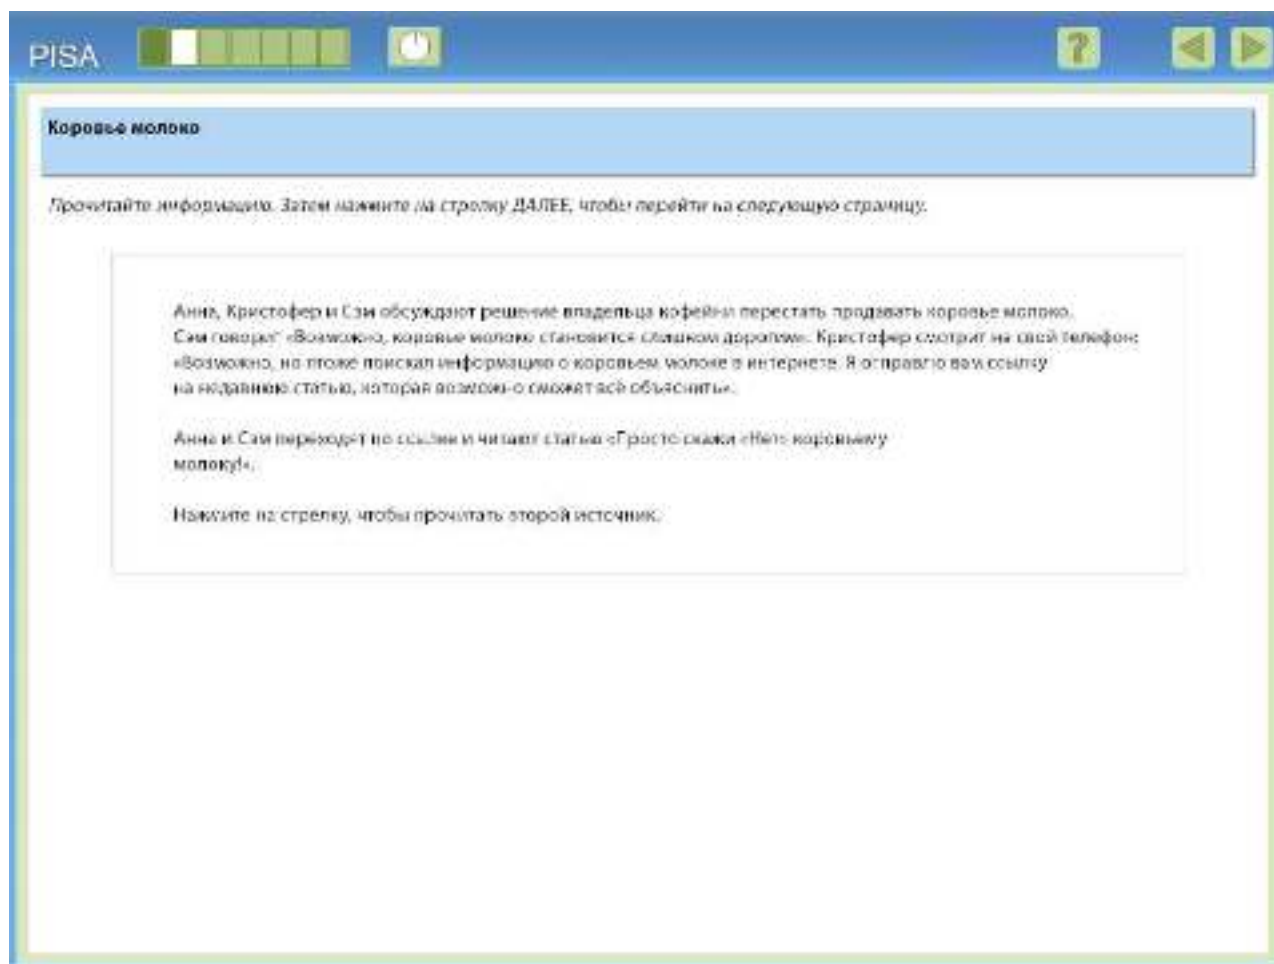 PISA
?
Коровье молоко
Прочитайте информацию. Затем нажмите на стрелку ДАЛЕЕ, чтобы перейти на следующую страницу.
Анна, Кристофер и Сэм обсуждают решение владельца кофейни перестать продавать коровье молоко.
Сэм говорит «Возможно, коровье молоко становится слишком дорогим». Кристофер смотрит на свой телефон:
«Возможно, но я тоже поискал информацию о коровьем молоке в интернете. Я отправлю вам ссылку
на недавнюю статью, которая возможно сможет всё объяснить».
Анна и Сэм переходят по ссылке и читают статью «Просто скажи «Нет» коровьему
молоку!».
Нажмите на стрелку, чтобы прочитать второй источник.